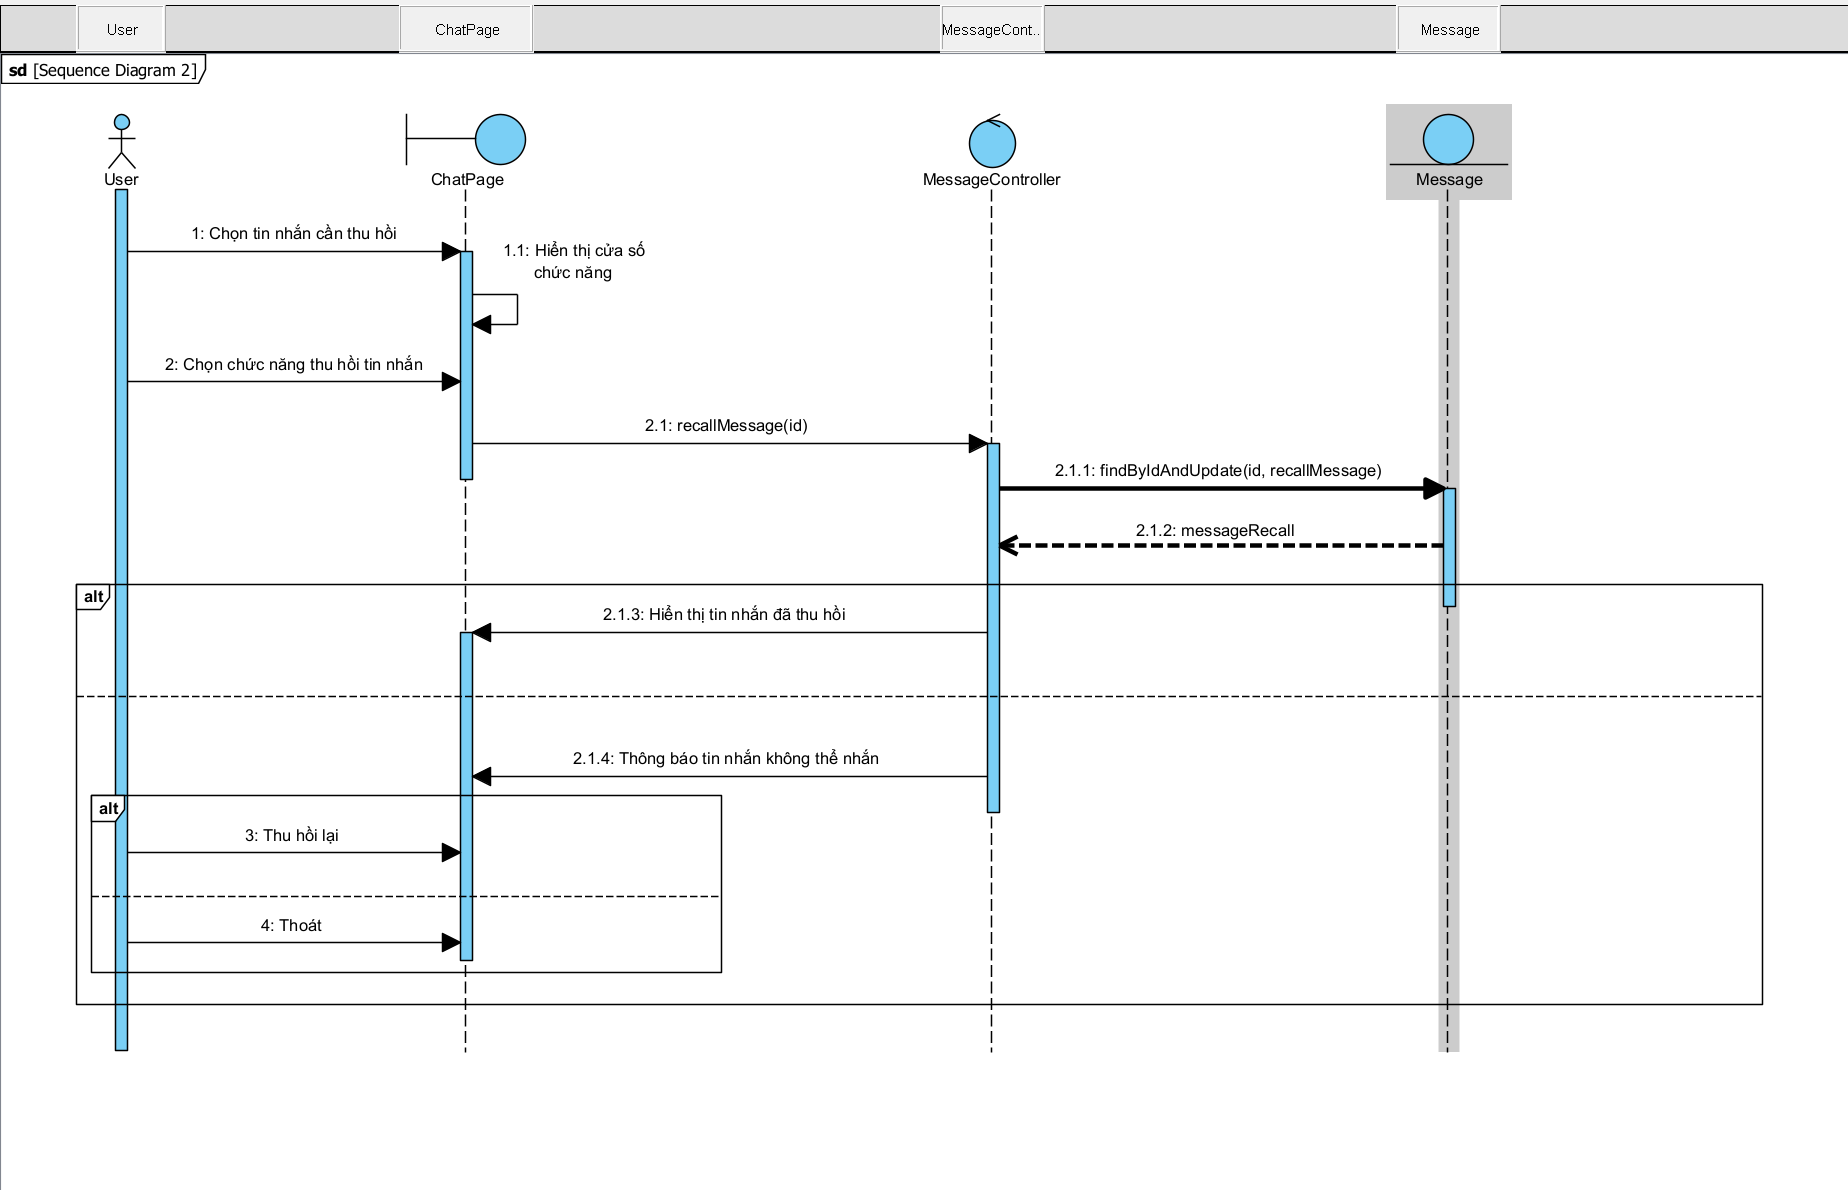 User
ChatPage
MessageCont..
Message
sd [Sequence Diagram 2]
User
ChatPage
MessageController
Message
1: Chọn tin nhắn cần thu hồi
1.1: Hiển thị cửa số
chức năng
2: Chọn chức năng thu hồi tin nhắn
2.1: recallMessage(id)
2.1.1: findByIdAndUpdate(id, recallMessage)
2.1.2: messageRecall
alt
2.1.3: Hiển thị tin nhắn đã thu hồi
2.1.4: Thông báo tin nhắn không thể nhắn
alt
3: Thu hồi lại
4: Thoát